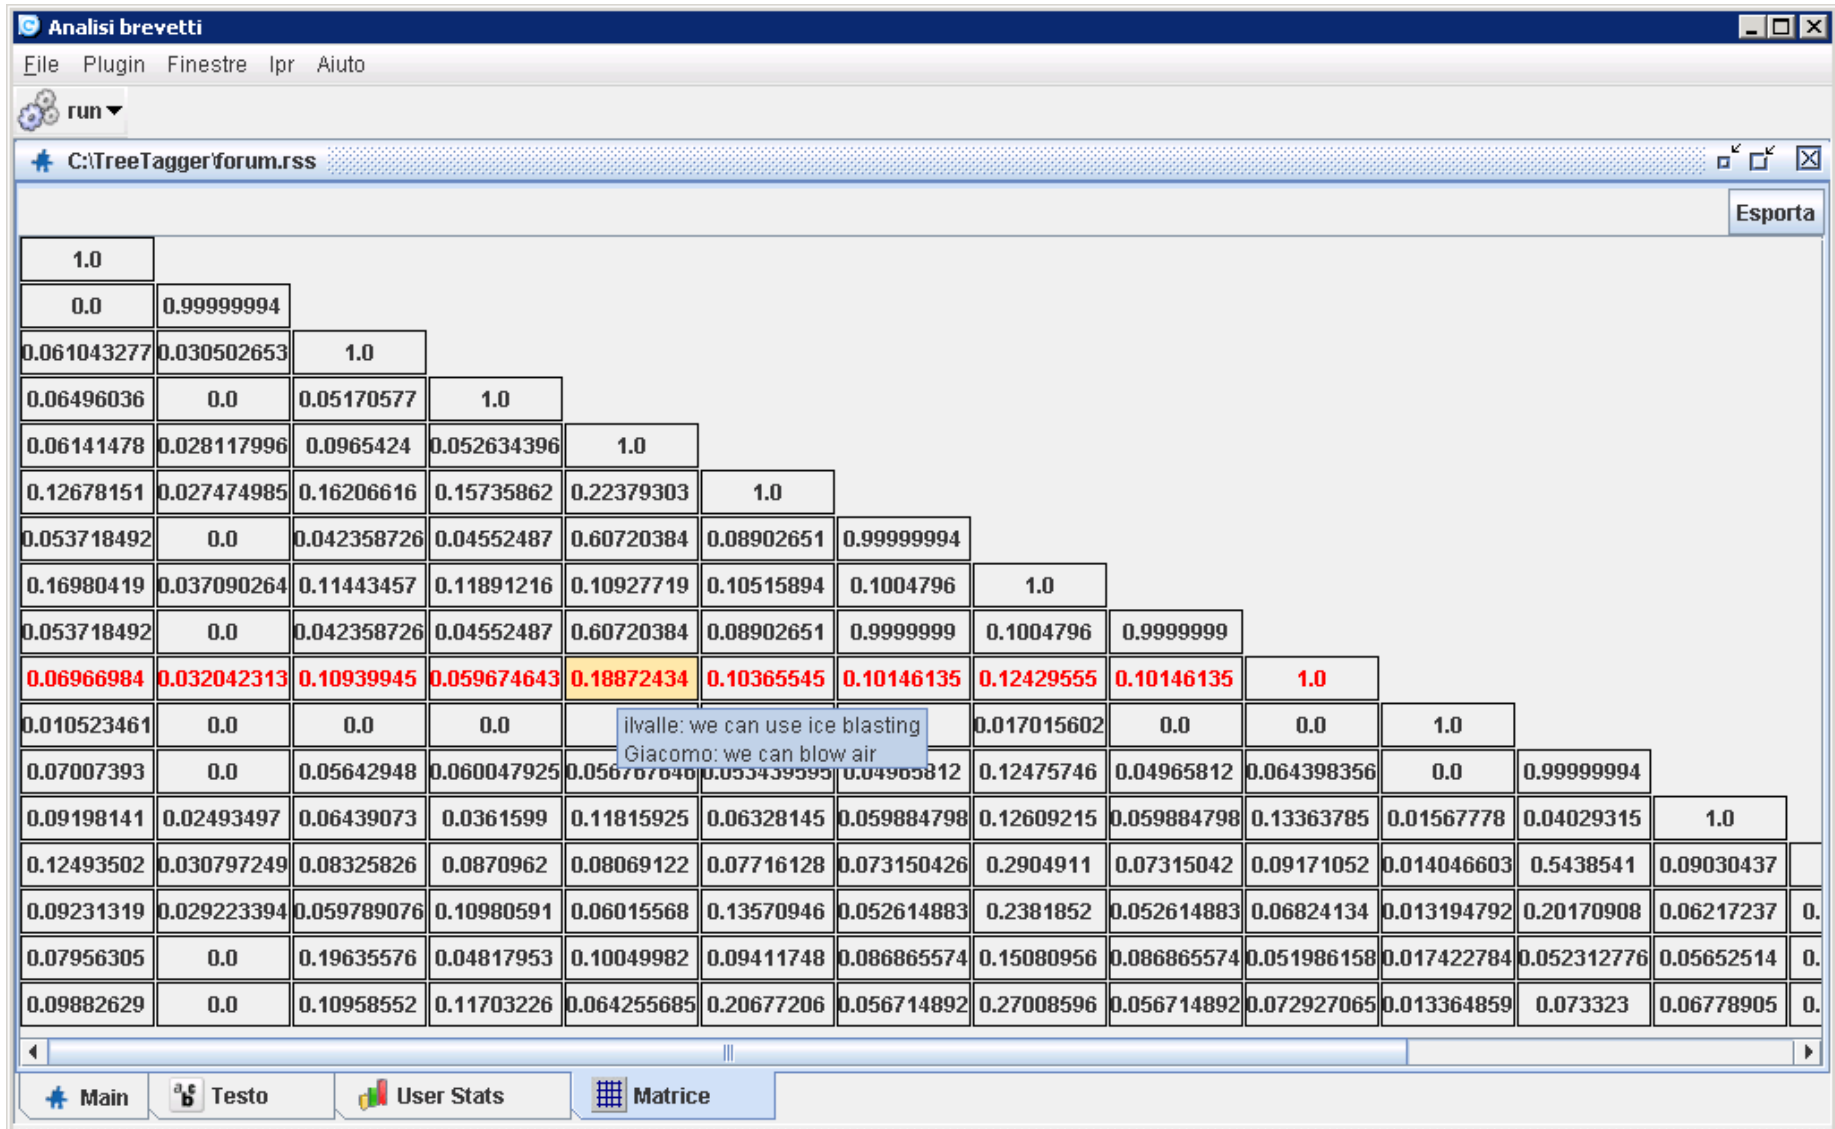 Analisi brevetti
File Plugin Finestre Ipr Aiuto
run
C:\TreeTagger\forum.rss
Esporta
1.0
0.0 0.99999994
0.061043277 0.030502653 1.0
0.06496036 0.0 0.05170577 1.0
0.06141478 0.028117996 0.0965424 0.052634396 1.0
0.12678151 0.027474985 0.16206616 0.15735862 0.22379303 1.0
0.053718492 0.0 0.042358726 0.04552487 0.60720384 0.08902651 0.99999994
0.16980419 0.037090264 0.11443457 0.11891216 0.10927719 0.10515894 0.1004796 1.0
0.053718492 0.0 0.042358726 0.04552487 0.60720384 0.08902651 0.9999999 0.1004796 0.9999999
0.06966984 0.032042313 0.10939945 0.059674643 0.18872434 0.10365545 0.10146135 0.12429555 0.10146135 1.0
0.010523461 0.0 0.0 0.0 0.017015602 0.0 0.0 1.0
ilvalle: we can use ice blasting
Giacomo: we can blow air
0.07007393 0.0 0.05642948 0.060047925 0.04965812 0.12475746 0.04965812 0.064398356 0.0 0.99999994
0.09198141 0.02493497 0.06439073 0.0361599 0.11815925 0.06328145 0.059884798 0.12609215 0.059884798 0.13363785 0.01567778 0.04029315 1.0
0.12493502 0.030797249 0.08325826 0.0870962 0.08069122 0.07716128 0.073150426 0.2904911 0.07315042 0.09171052 0.014046603 0.5438541 0.09030437
0.09231319 0.029223394 0.059789076 0.10980591 0.06015568 0.13570946 0.052614883 0.2381852 0.052614883 0.06824134 0.013194792 0.20170908 0.06217237 0.
0.07956305 0.0 0.19635576 0.04817953 0.10049982 0.09411748 0.086865574 0.15080956 0.086865574 0.051986158 0.017422784 0.052312776 0.05652514 0.
0.09882629 0.0 0.10958552 0.11703226 0.064255685 0.20677206 0.056714892 0.27008596 0.056714892 0.072927065 0.013364859 0.073323 0.06778905 0.
Main Testo User Stats Matrice